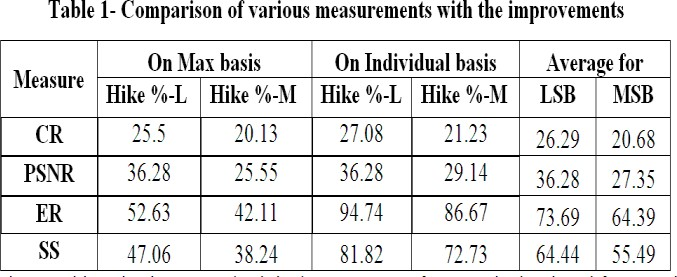 Table 1- Comparison of various measurements with the improvements
Measure On Max basis On Individual basis Average for
Hike %-L Hike %-M Hike %-L Hike %-M LSB MSB
CR 25.5 20.13 27.08 21.23 26.29 20.68
PSNR 36.28 25.55 36.28 29.14 36.28 27.35
ER 52.63 42.11 94.74 86.67 73.69 64.39
SS 47.06 38.24 81.82 72.73 64.44 55.49